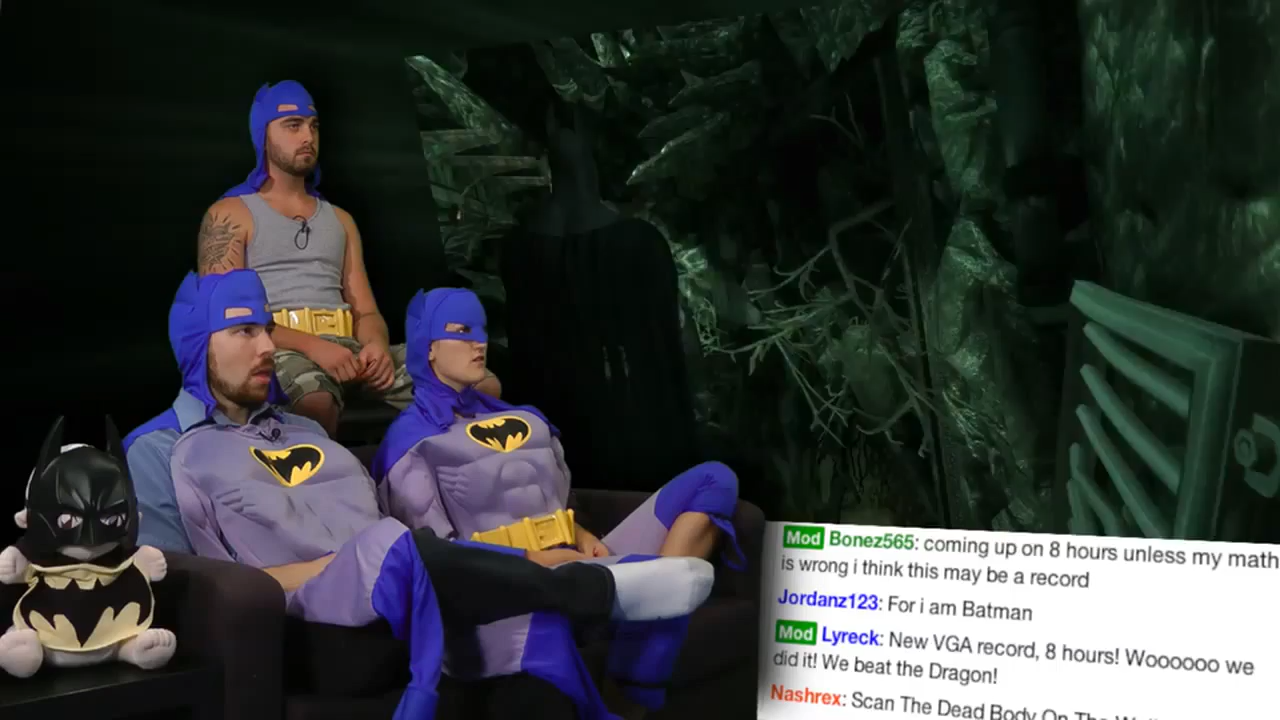 Mod Bonez565: coming up on 8 hours unless my math
is wrong i think this may be a record
Jordanz123: For i am Batman
Mod Lyreck: New VGA record, 8 hours! Woooooo we
did it! We beat the Dragon!
Nashrex: Scan The Dead Body On The